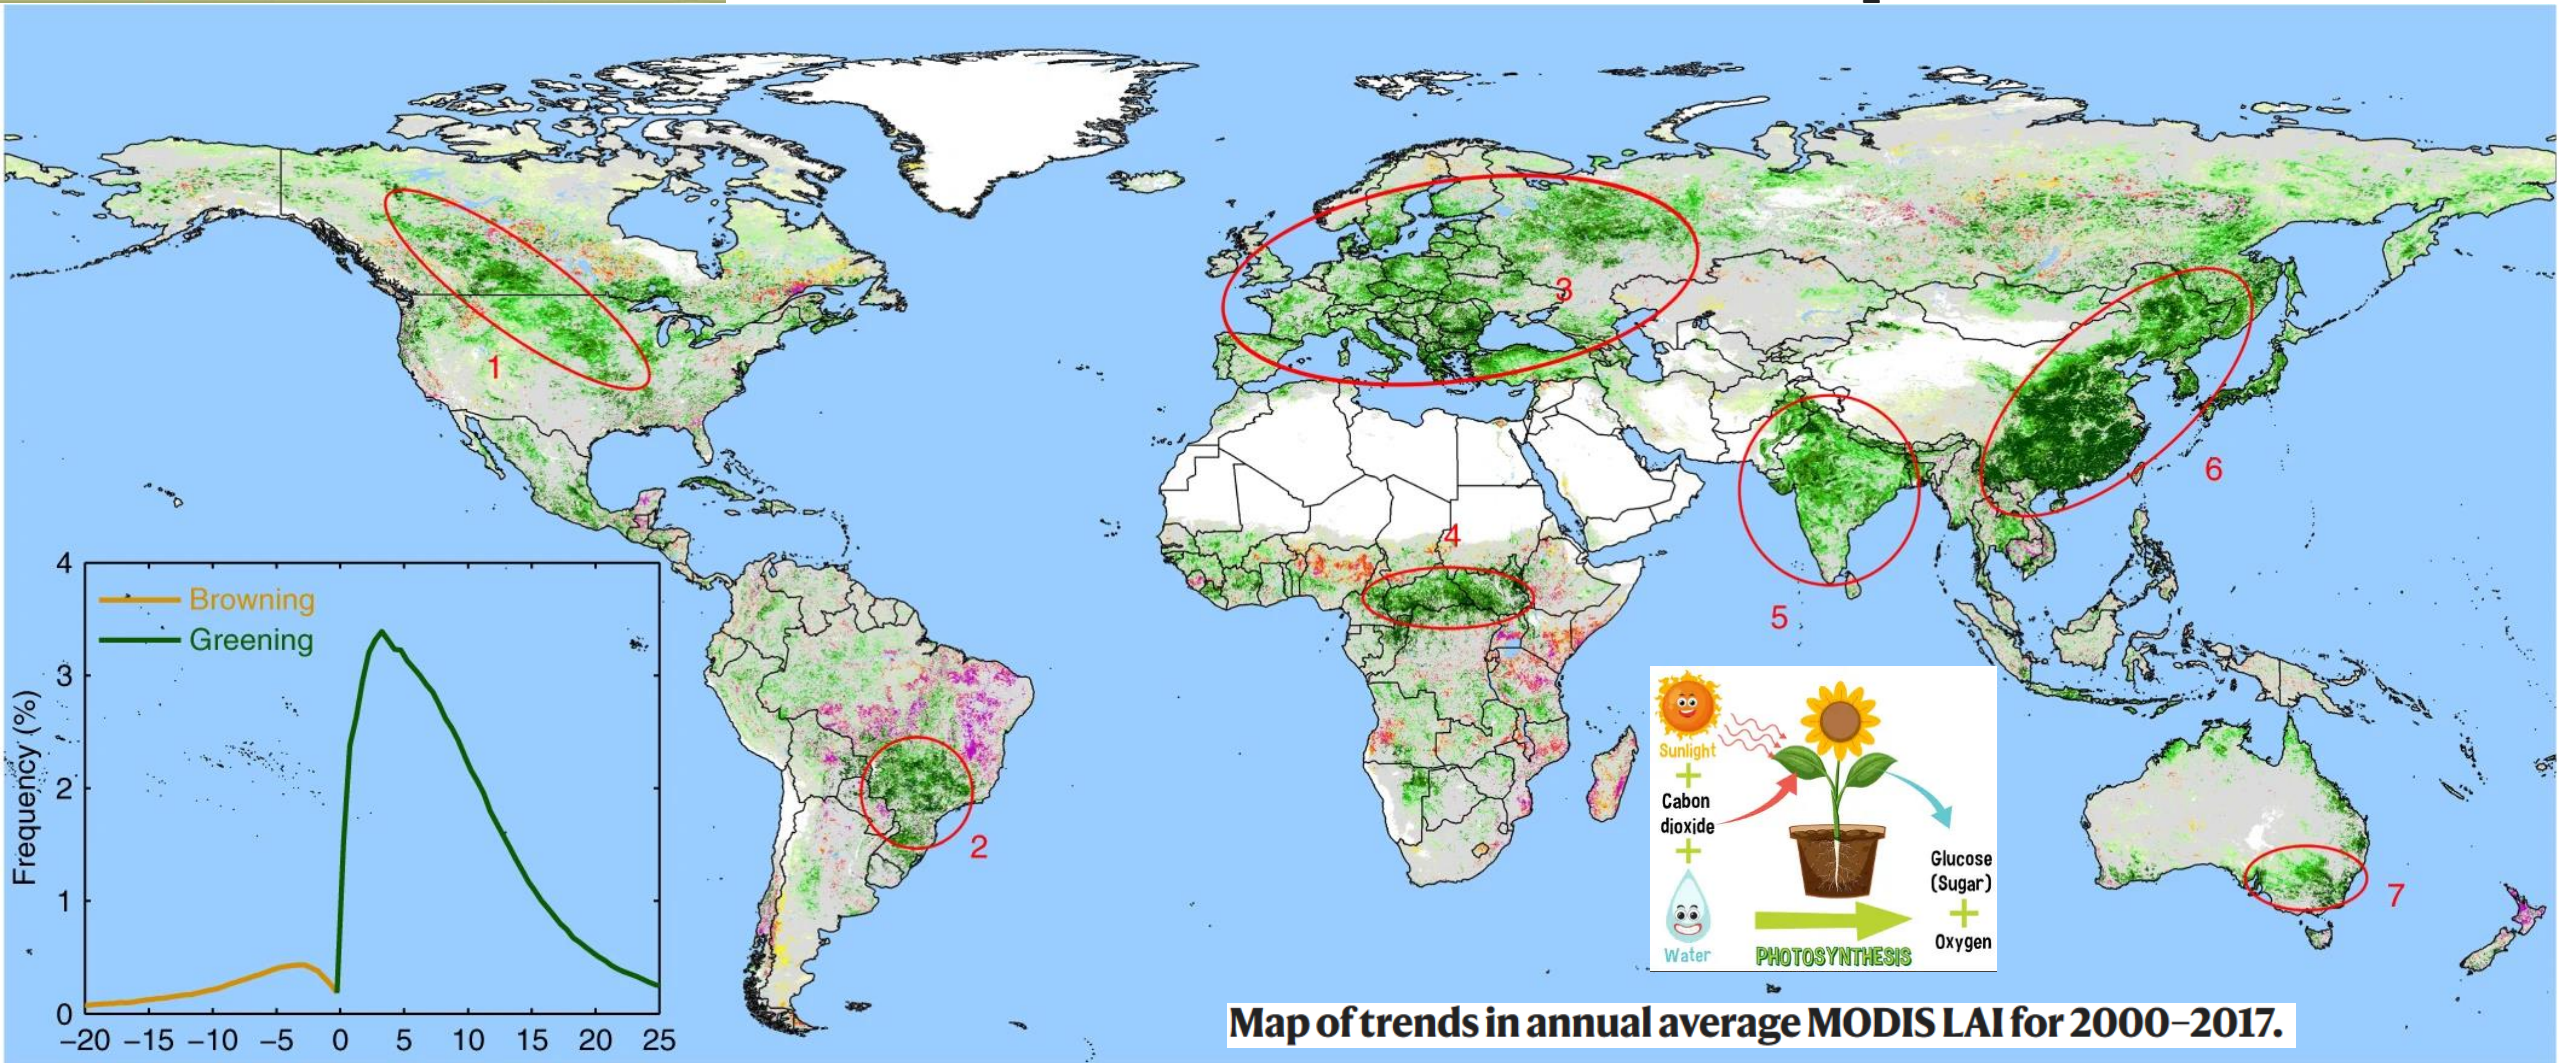 1
2
3
4
5
6
7
4
3
2
1
0
Frequency (%)
Browning
Greening
−20 −15 −10 −5 0 5 10 15 20 25
Sunlight
+
Cabon
dioxide
+
Water
PHOTOSYNTHESIS
Glucose
(Sugar)
+
Oxygen
Map of trends in annual average MODIS LAI for 2000–2017.